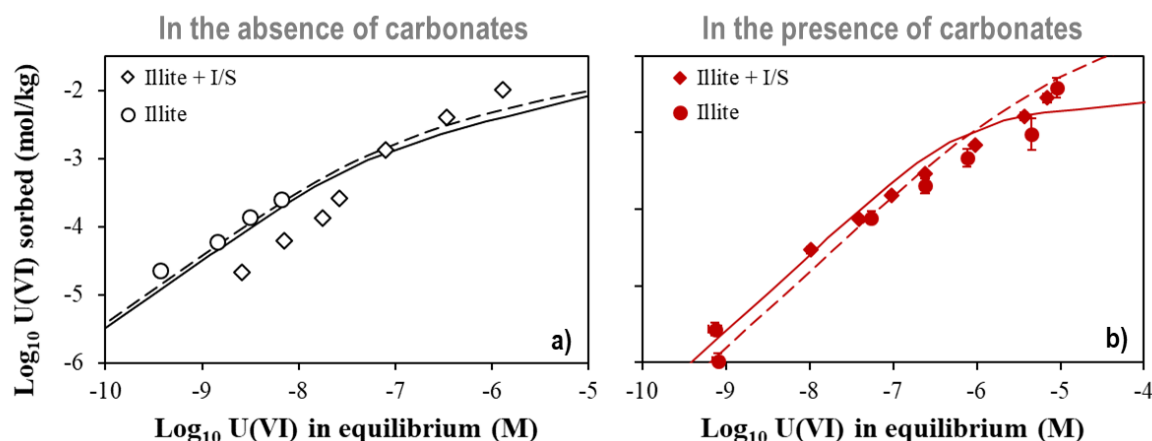 In the absence of carbonates
In the presence of carbonates
Log₁₀ U(VI) sorbed (mol/kg)
-2
-3
-4
-5
-6
Illite + I/S
Illite
a)
-10
-9
-8
-7
-6
-5
Log₁₀ U(VI) in equilibrium (M)
Illite + I/S
Illite
b)
-10
-9
-8
-7
-6
-5
-4
Log₁₀ U(VI) in equilibrium (M)